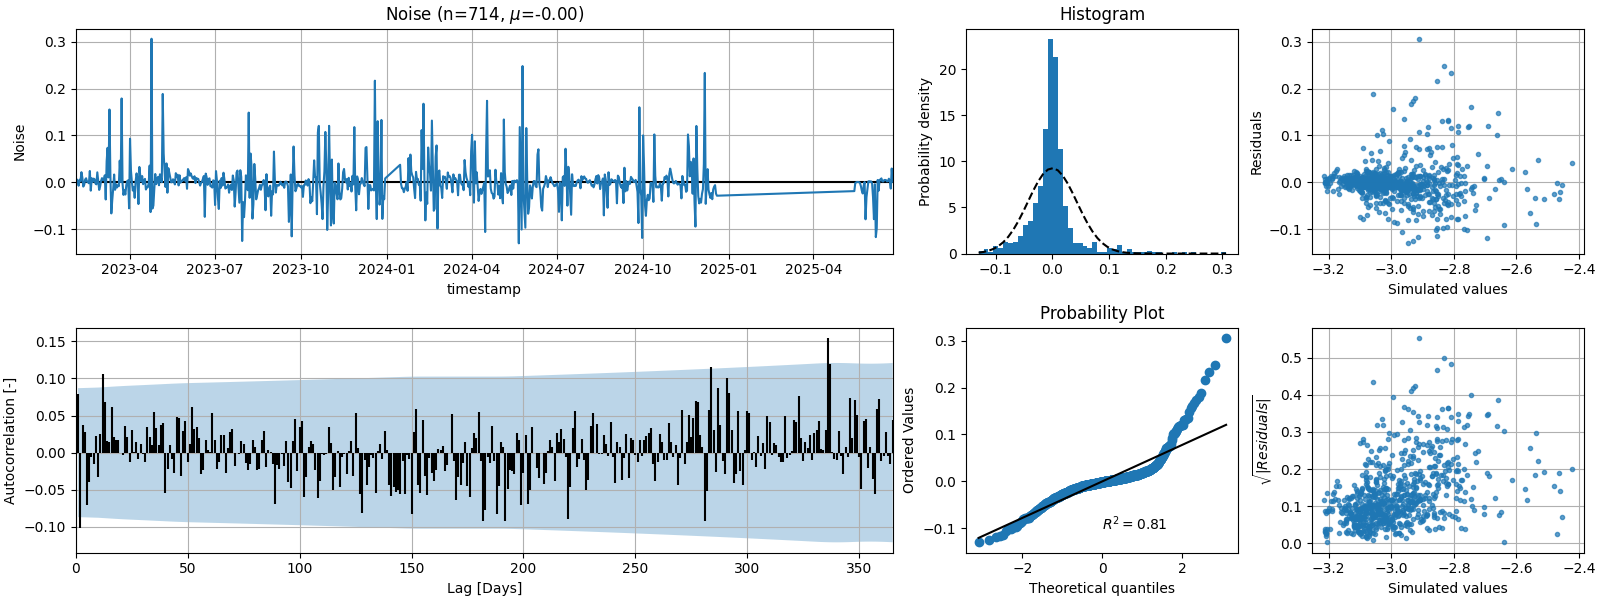 Noise (n=714, μ=-0.00)
Noise
0.3
0.2
0.1
0.0
−0.1
2023-04 2023-07 2023-10 2024-01 2024-04 2024-07 2024-10 2025-01 2025-04
timestamp
Histogram
Probability density
20
15
10
5
0
−0.1 0.0 0.1 0.2 0.3
Residuals
0.3
0.2
0.1
0.0
−0.1
−3.2 −3.0 −2.8 −2.6 −2.4
Simulated values
Autocorrelation [-]
0.15
0.10
0.05
0.00
−0.05
−0.10
0 50 100 150 200 250 300 350
Lag [Days]
Probability Plot
Ordered Values
0.3
0.2
0.1
0.0
−0.1
R² = 0.81
−2 0 2
Theoretical quantiles
√|Residuals|
0.5
0.4
0.3
0.2
0.1
0.0
−3.2 −3.0 −2.8 −2.6 −2.4
Simulated values